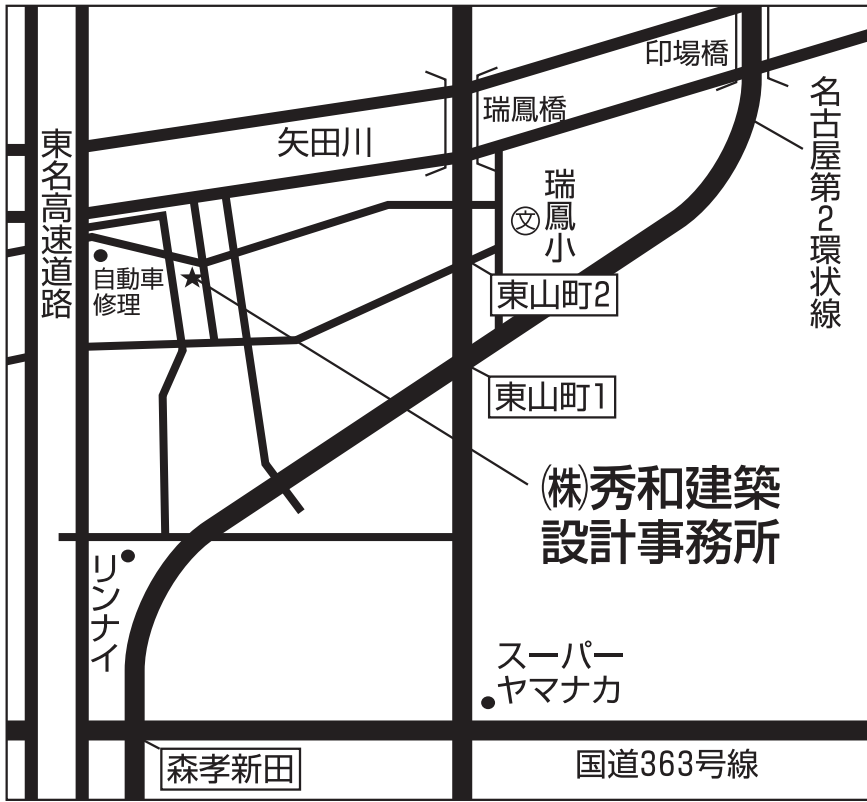 印場橋
瑞鳳橋
名古屋第2環状線
東名高速道路
矢田川
瑞鳳小
文
自動車
修理
東山町2
東山町1
㈱秀和建築
設計事務所
リンナイ
スーパー
ヤマナカ
森孝新田
国道363号線